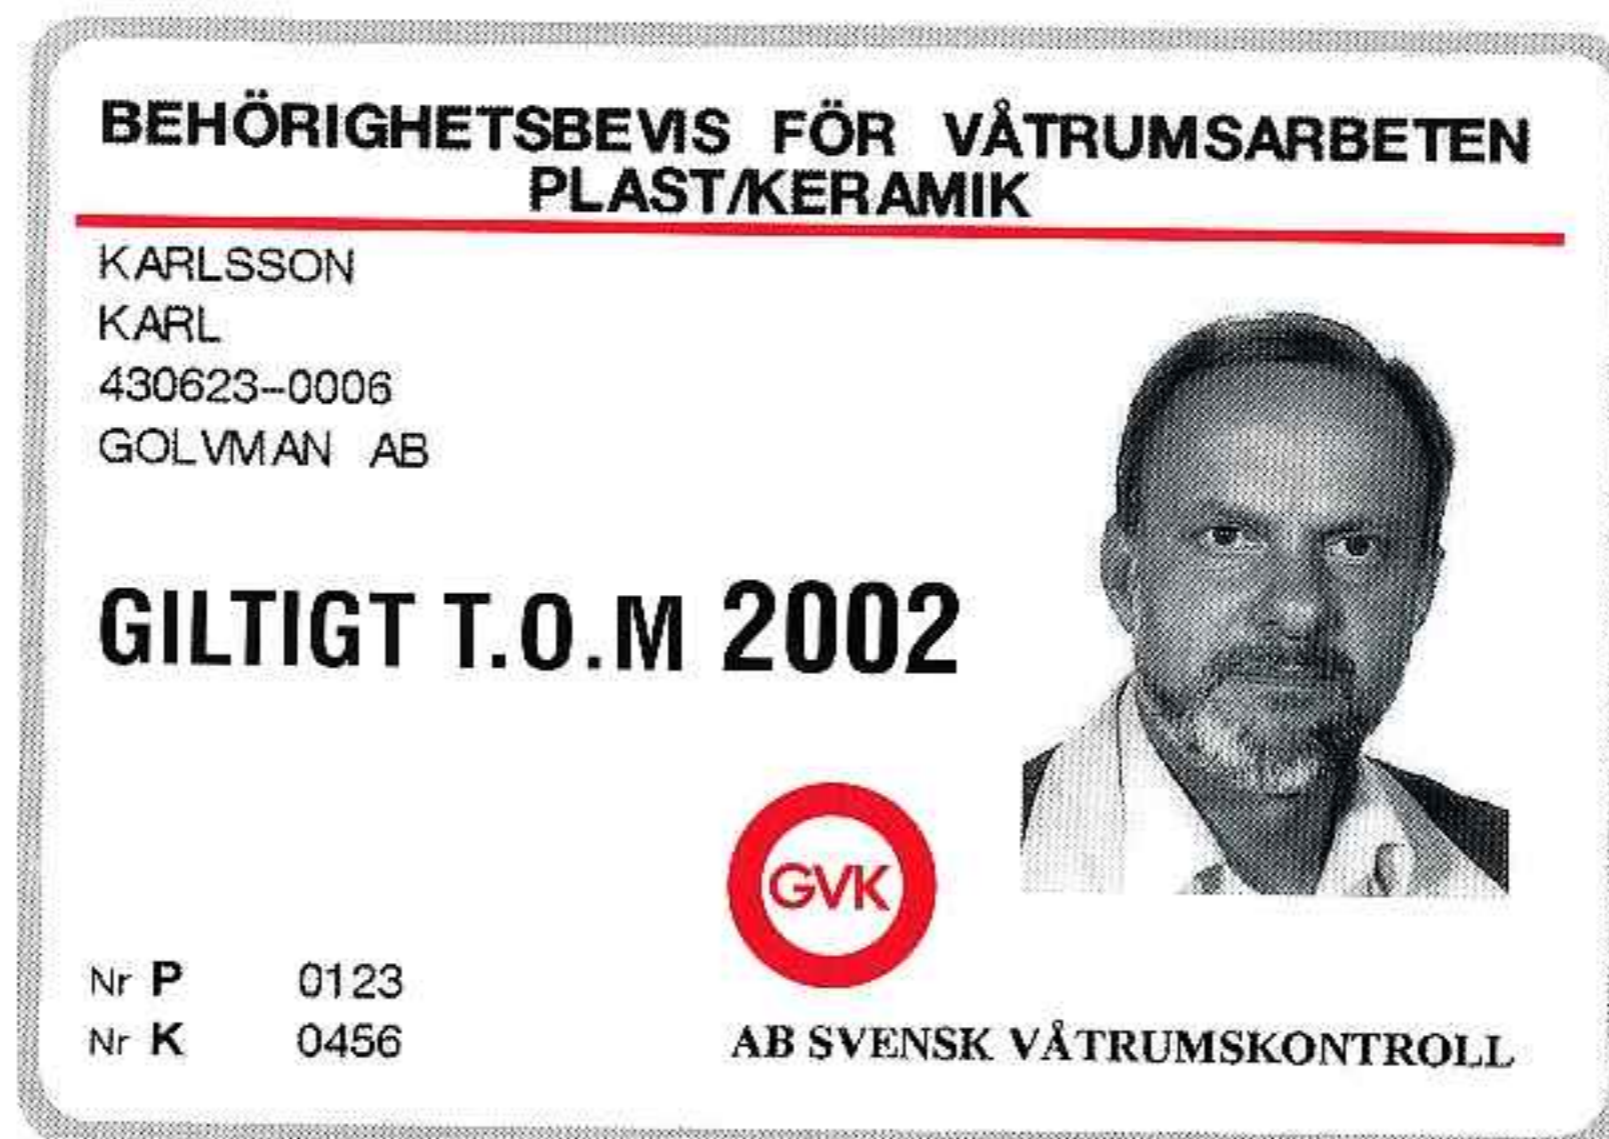 BEHÖRIGHETSBEVIS FÖR VÅTRUMSARBETEN
PLAST/KERAMIK
KARLSSON
KARL
430623-0006
GOLVMAN AB
GILTIGT T.O.M 2002
GVK
Nr P 0123
Nr K 0456
AB SVENSK VÅTRUMSKONTROLL